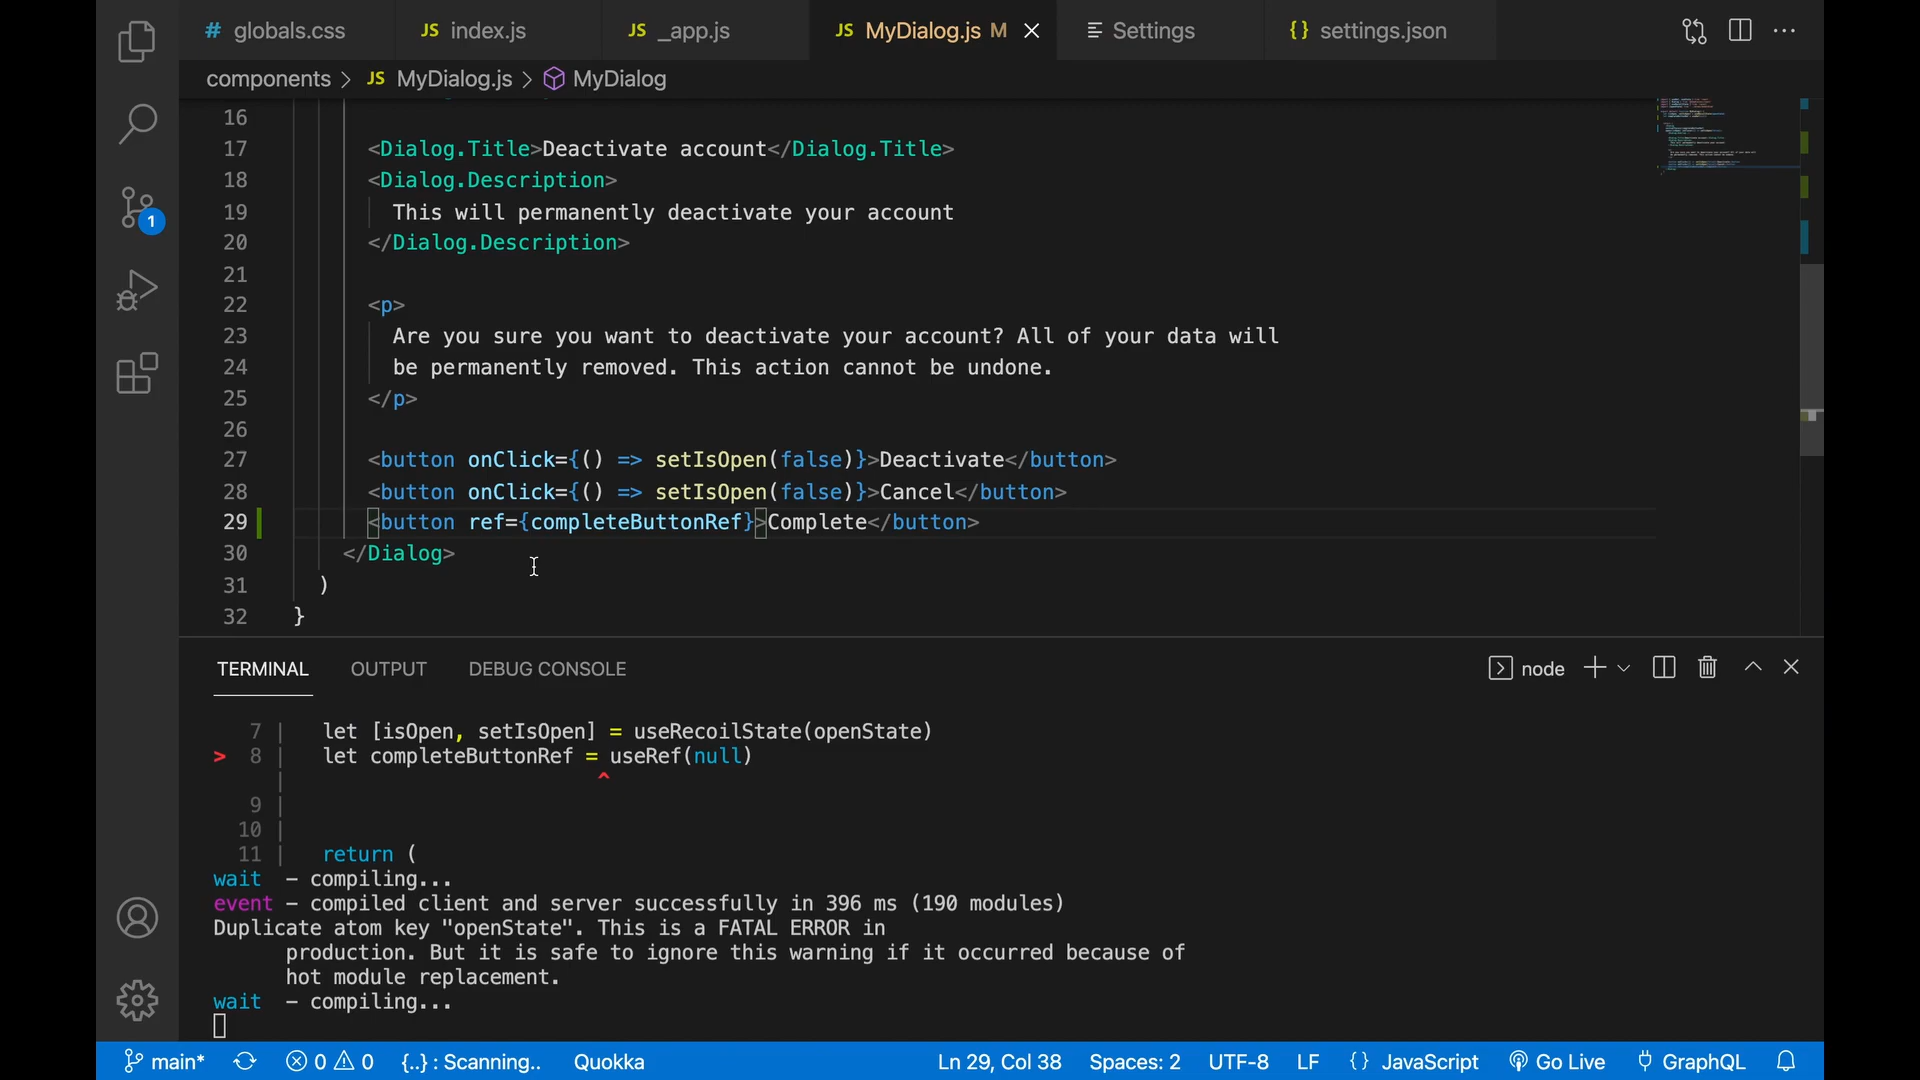 # globals.css JS index.js JS _app.js JS MyDialog.js M Settings {} settings.json
components > JS MyDialog.js > MyDialog
16
17 <Dialog.Title>Deactivate account</Dialog.Title>
18 <Dialog.Description>
19 This will permanently deactivate your account
20 </Dialog.Description>
21
22 <p>
23 Are you sure you want to deactivate your account? All of your data will
24 be permanently removed. This action cannot be undone.
25 </p>
26
27 <button onClick={() => setIsOpen(false)}>Deactivate</button>
28 <button onClick={() => setIsOpen(false)}>Cancel</button>
29 <button ref={completeButtonRef}>Complete</button>
30 </Dialog>
31 )
32 }
1
TERMINAL OUTPUT DEBUG CONSOLE node
7 | let [isOpen, setIsOpen] = useRecoilState(openState)
> 8 | let completeButtonRef = useRef(null)
| ^
9 |
10 |
11 | return (
wait - compiling...
event - compiled client and server successfully in 396 ms (190 modules)
Duplicate atom key "openState". This is a FATAL ERROR in
production. But it is safe to ignore this warning if it occurred because of
hot module replacement.
wait - compiling...
main* 0 0 {..} : Scanning.. Quokka Ln 29, Col 38 Spaces: 2 UTF-8 LF {} JavaScript Go Live GraphQL